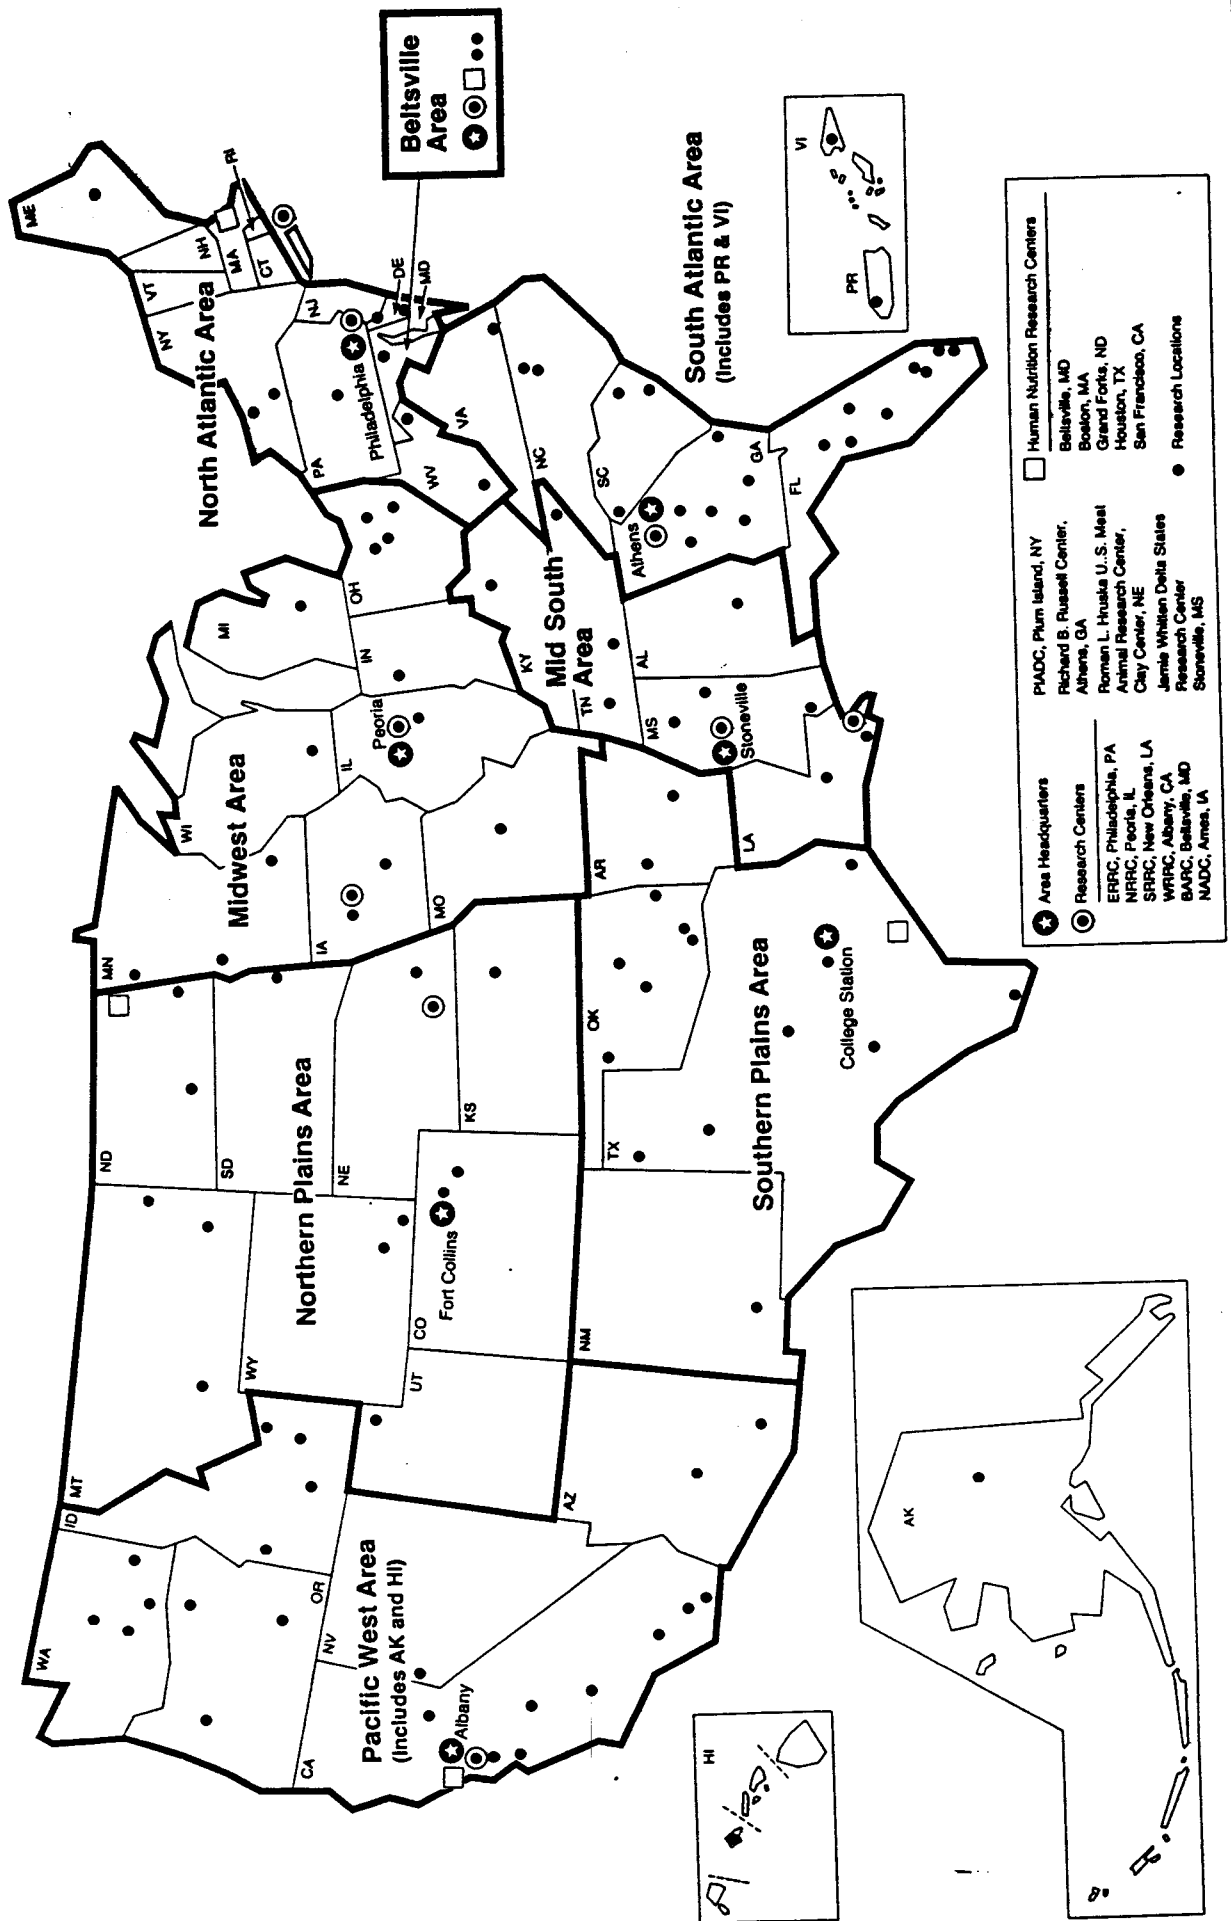 Pacific West Area
(Includes AK and HI)
Albany
WA
ID
MT
OR
NV
CA
AZ
UT
Northern Plains Area
Fort Collins
WY
CO
ND
SD
NE
KS
Southern Plains Area
College Station
NM
TX
OK
AR
LA
Midwest Area
Peoria
MN
WI
IA
MO
IL
MI
IN
OH
Mid South
Area
Stoneville
KY
TN
MS
AL
North Atlantic Area
Philadelphia
ME
VT
NH
NY
MA
CT
RI
NJ
PA
DE
MD
WV
Beltsville
Area
South Atlantic Area
(Includes PR & VI)
Athens
VA
NC
SC
GA
FL
PR
VI
HI
AK
Area Headquarters
Research Centers
ERRC, Philadelphia, PA
NRRC, Peoria, IL
SRRC, New Orleans, LA
WRRC, Albany, CA
BARC, Beltsville, MD
NADC, Ames, IA
PIADC, Plum Island, NY
Richard B. Russell Center,
Athens, GA
Roman L. Hruska U.S. Meat
Animal Research Center,
Clay Center, NE
Jamie Whitten Delta States
Research Center
Stoneville, MS
Human Nutrition Research Centers
Beltsville, MD
Boston, MA
Grand Forks, ND
Houston, TX
San Francisco, CA
Research Locations